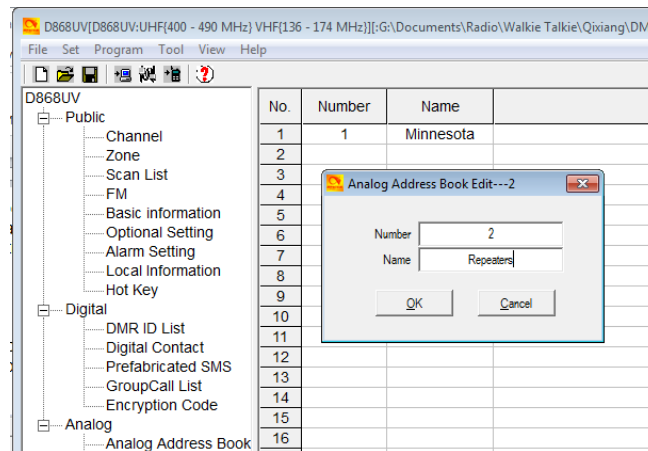 D868UV[D868UV:UHF{400 - 490 MHz} VHF{136 - 174 MHz}][:G:\Documents\Radio\Walkie Talkie\Qixiang\DM
File Set Program Tool View Help
D868UV
Public
Channel
Zone
Scan List
FM
Basic information
Optional Setting
Alarm Setting
Local Information
Hot Key
Digital
DMR ID List
Digital Contact
Prefabricated SMS
GroupCall List
Encryption Code
Analog
Analog Address Book
No. Number Name
1 1 Minnesota
2
3
4
5
6
7
8
9
10
11
12
13
14
15
16
Analog Address Book Edit---2
Number 2
Name Repeaters
OK Cancel